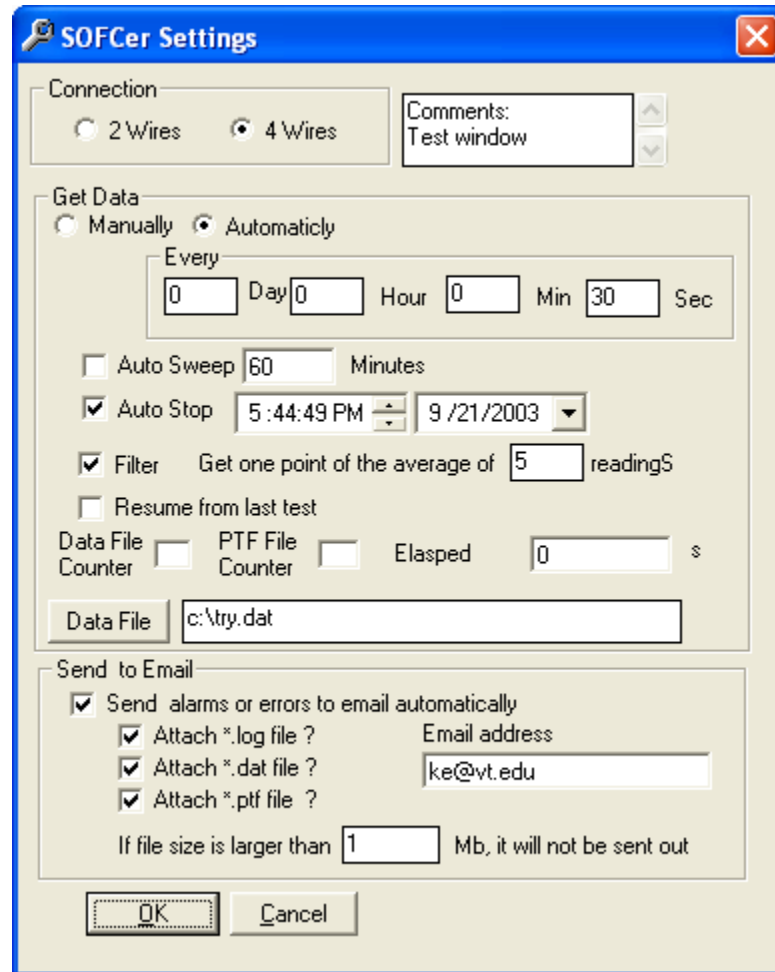 SOFCer Settings
Connection
2 Wires 4 Wires
Comments:
Test window
Get Data
Manually Automaticly
Every
0 Day 0 Hour 0 Min 30 Sec
Auto Sweep 60 Minutes
Auto Stop 5 :44:49 PM 9 /21/2003
Filter Get one point of the average of 5 readingS
Resume from last test
Data File Counter PTF File Counter Elasped 0 s
Data File c:\try.dat
Send to Email
Send alarms or errors to email automatically
Attach *.log file ? Email address
Attach *.dat file ? ke@vt.edu
Attach *.ptf file ?
If file size is larger than 1 Mb, it will not be sent out
OK Cancel